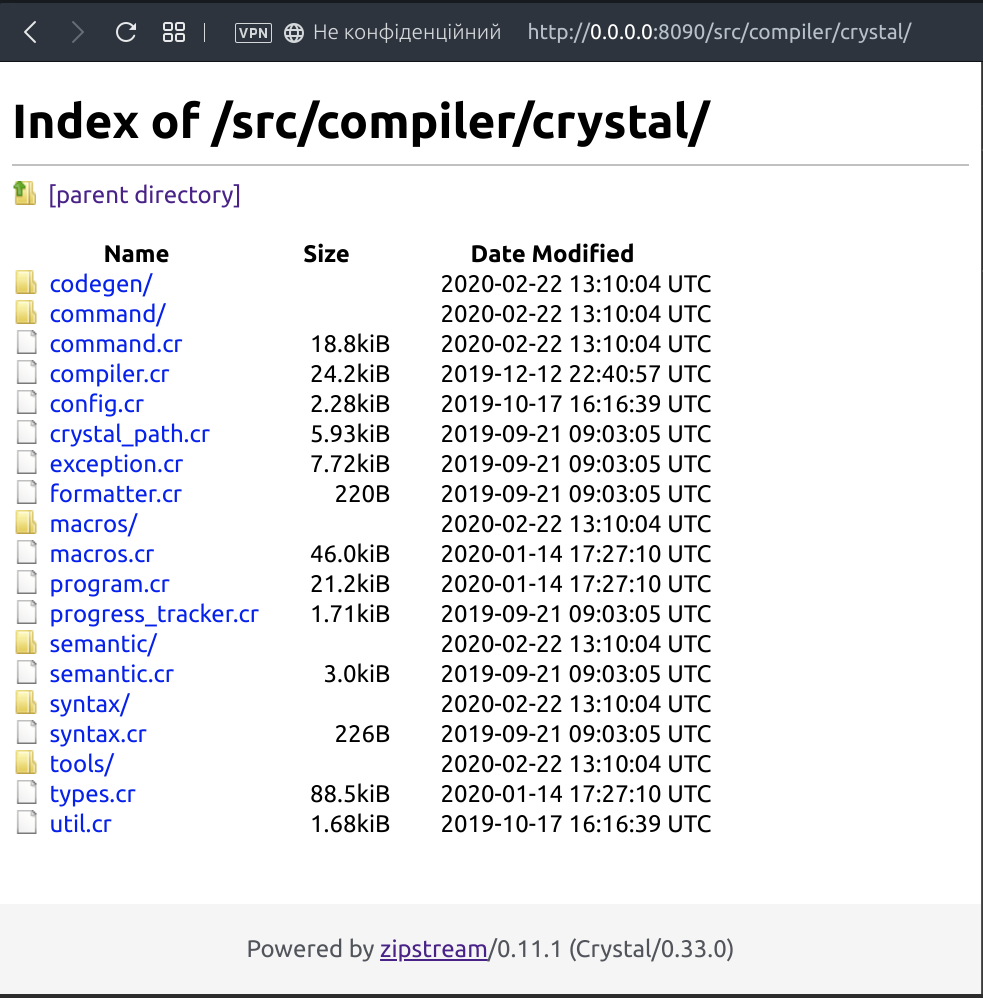 VPN Не конфіденційний http://0.0.0.0:8090/src/compiler/crystal/
Index of /src/compiler/crystal/
[parent directory]
Name Size Date Modified
codegen/ 2020-02-22 13:10:04 UTC
command/ 2020-02-22 13:10:04 UTC
command.cr 18.8kiB 2020-02-22 13:10:04 UTC
compiler.cr 24.2kiB 2019-12-12 22:40:57 UTC
config.cr 2.28kiB 2019-10-17 16:16:39 UTC
crystal_path.cr 5.93kiB 2019-09-21 09:03:05 UTC
exception.cr 7.72kiB 2019-09-21 09:03:05 UTC
formatter.cr 220B 2019-09-21 09:03:05 UTC
macros/ 2020-02-22 13:10:04 UTC
macros.cr 46.0kiB 2020-01-14 17:27:10 UTC
program.cr 21.2kiB 2020-01-14 17:27:10 UTC
progress_tracker.cr 1.71kiB 2019-09-21 09:03:05 UTC
semantic/ 2020-02-22 13:10:04 UTC
semantic.cr 3.0kiB 2019-09-21 09:03:05 UTC
syntax/ 2020-02-22 13:10:04 UTC
syntax.cr 226B 2019-09-21 09:03:05 UTC
tools/ 2020-02-22 13:10:04 UTC
types.cr 88.5kiB 2020-01-14 17:27:10 UTC
util.cr 1.68kiB 2019-10-17 16:16:39 UTC
Powered by zipstream/0.11.1 (Crystal/0.33.0)